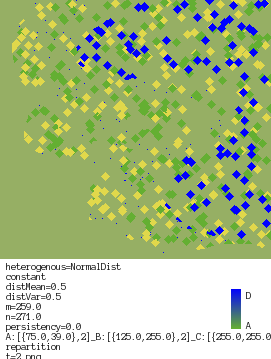 D
A
heterogenous=NormalDist
constant
distMean=0.5
distVar=0.5
m=259.0
n=271.0
persistency=0.0
A:[{75.0,39.0},2]_B:[{125.0,255.0},2]_C:[{255.0,255.0
repartition
t=2.png